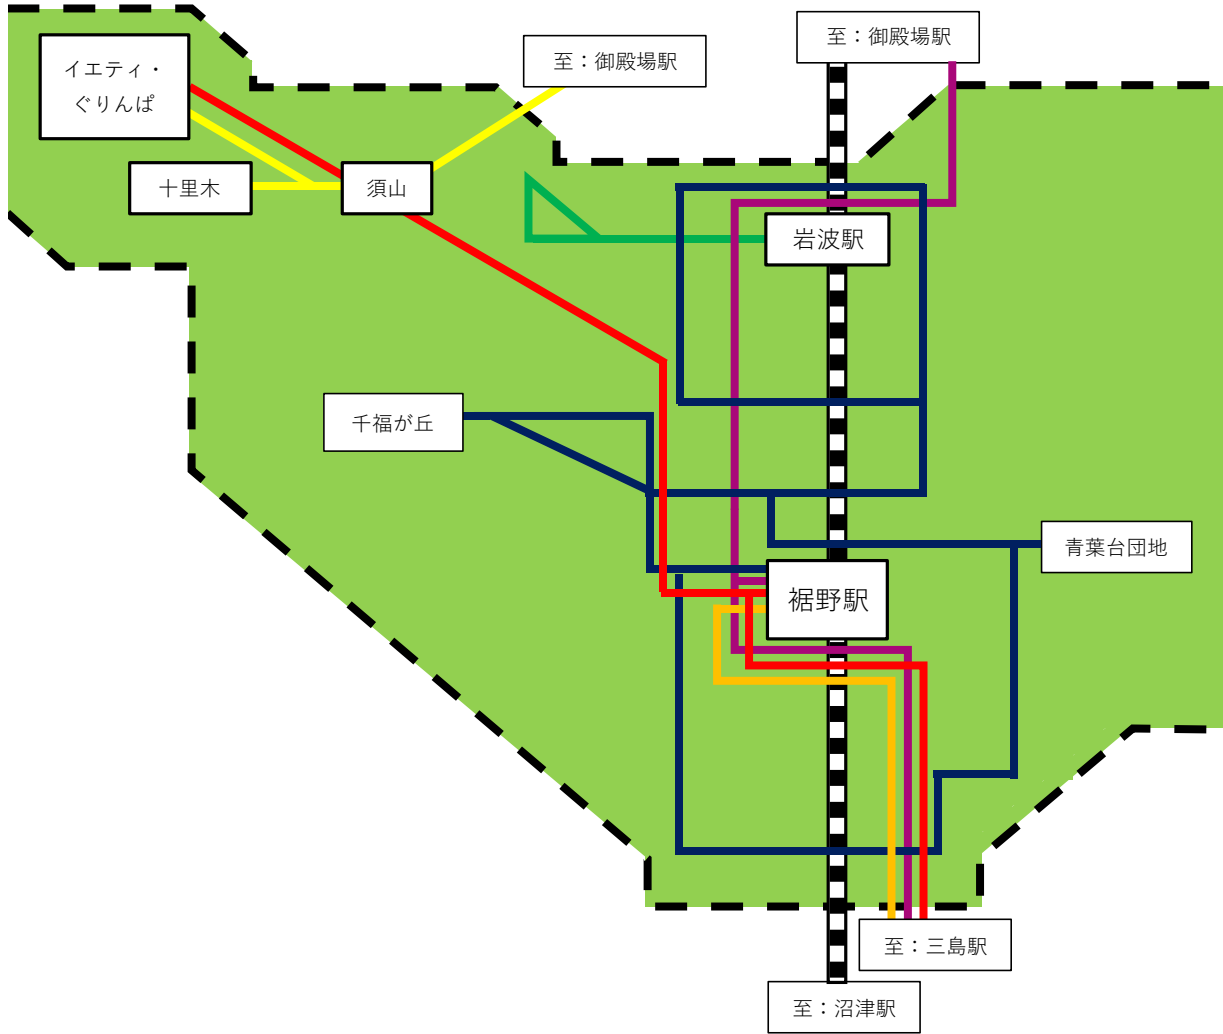 至：御殿場駅
イエティ・
ぐりんぱ
至：御殿場駅
十里木
須山
岩波駅
千福が丘
青葉台団地
裾野駅
至：三島駅
至：沼津駅